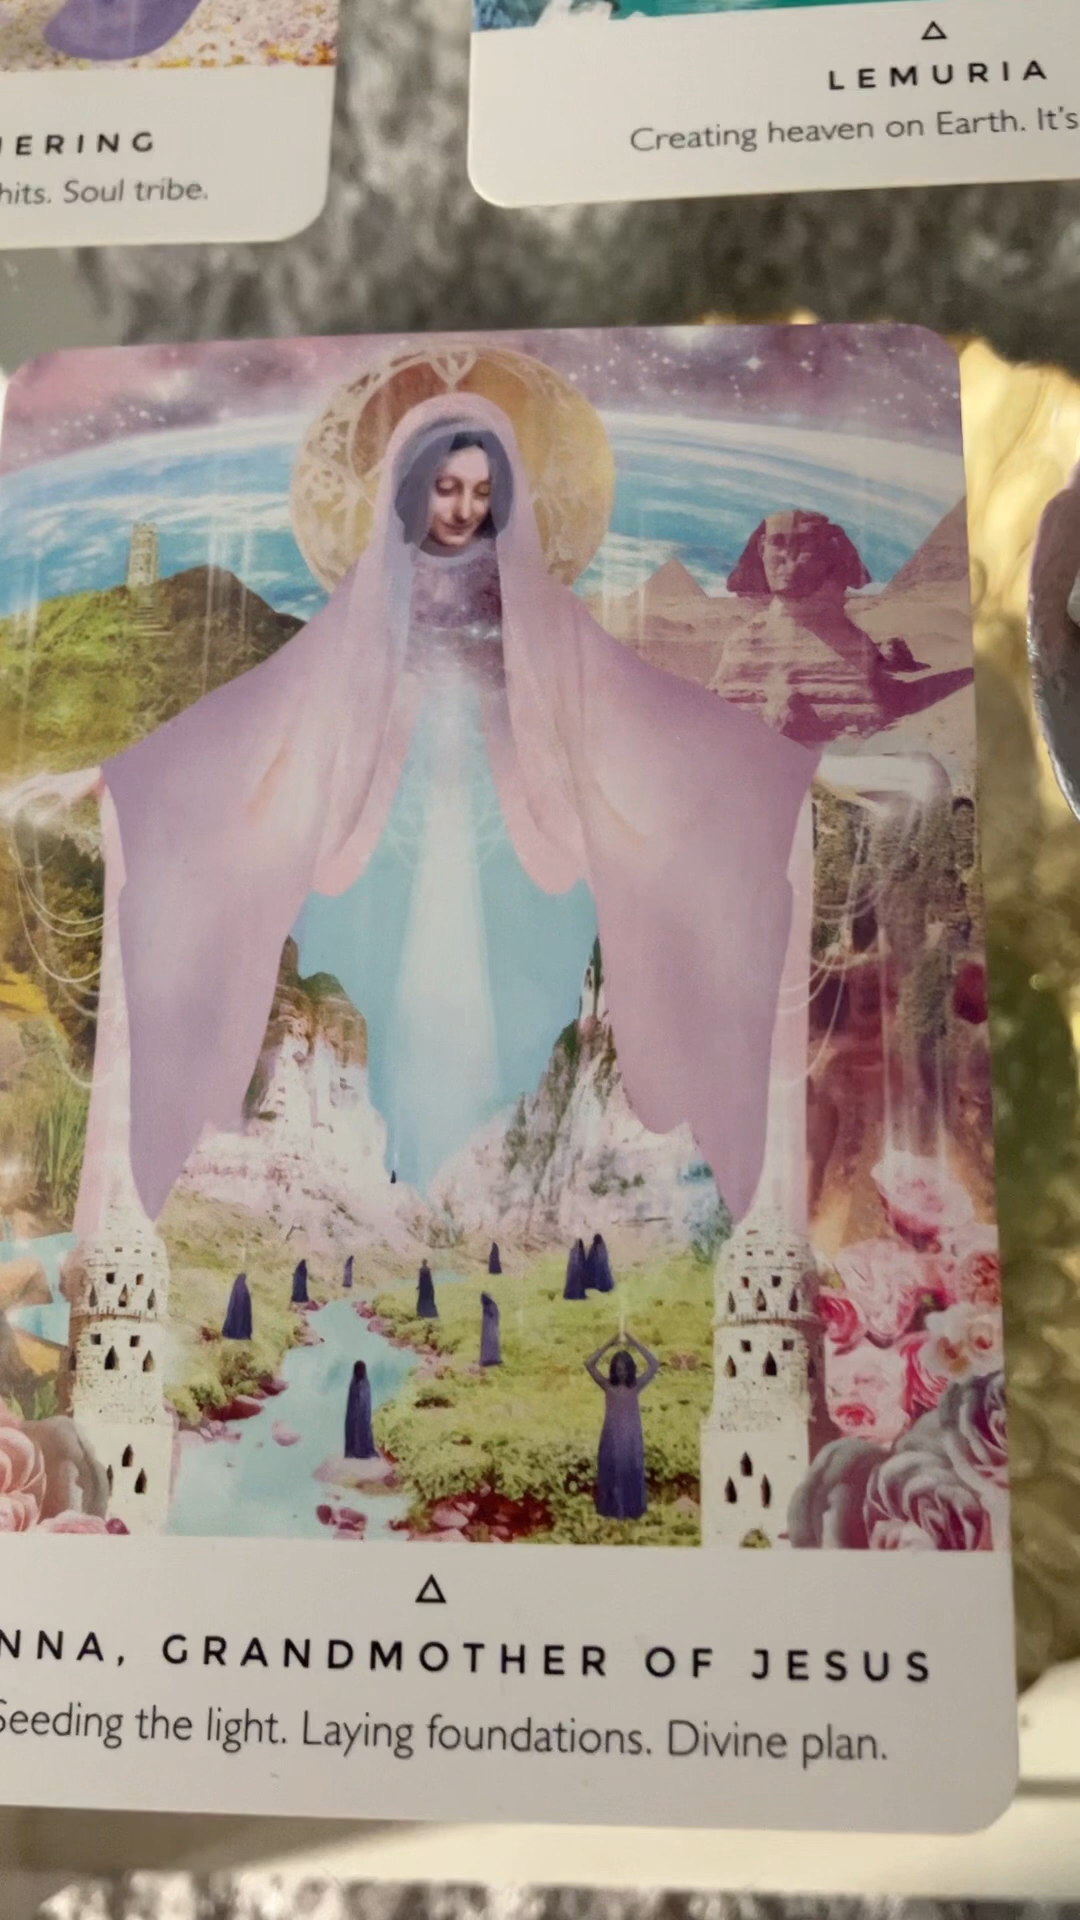 ERING
hits. Soul tribe.
LEMURIA
Creating heaven on Earth. It's
NNA, GRANDMOTHER OF JESUS
Seeding the light. Laying foundations. Divine plan.